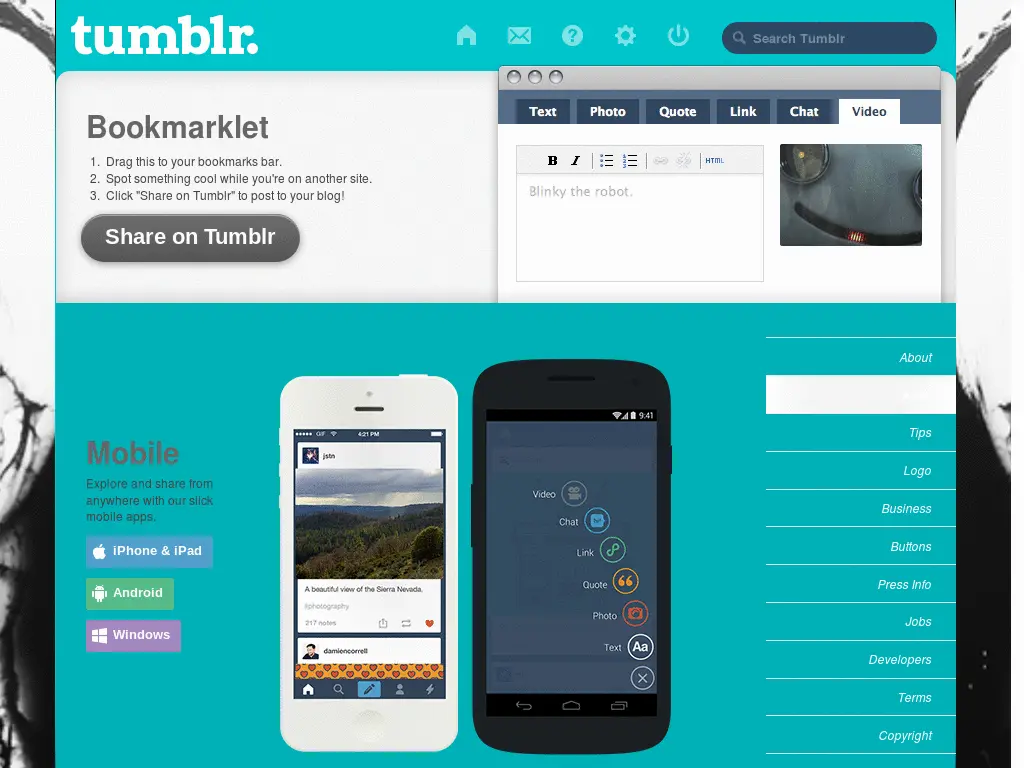 tumblr.
Search Tumblr
Bookmarklet
1. Drag this to your bookmarks bar.
2. Spot something cool while you're on another site.
3. Click "Share on Tumblr" to post to your blog!
Share on Tumblr
Text Photo Quote Link Chat Video
B I HTML
Blinky the robot.
Mobile
Explore and share from
anywhere with our slick
mobile apps.
iPhone & iPad
Android
Windows
GIF 4:21 PM
jstn
A beautiful view of the Sierra Nevada.
#photography
217 notes
damiencorrell
9:41
Video
Chat
Link
Quote
Photo
Text Aa
About
Tips
Logo
Business
Buttons
Press Info
Jobs
Developers
Terms
Copyright